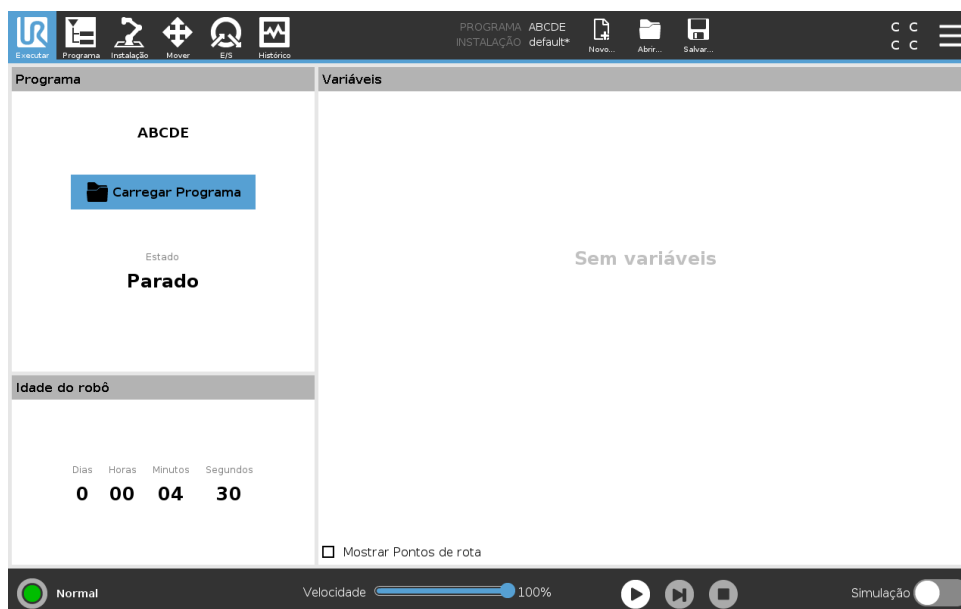 UR
Executar Programa Instalação Mover E/S Histórico
PROGRAMA ABCDE
INSTALAÇÃO default*
Novo... Abrir... Salvar...
C C
C C
Programa
ABCDE
Carregar Programa
Estado
Parado
Variáveis
Sem variáveis
Idade do robô
Dias Horas Minutos Segundos
0 00 04 30
Mostrar Pontos de rota
Normal
Velocidade 100%
Simulação